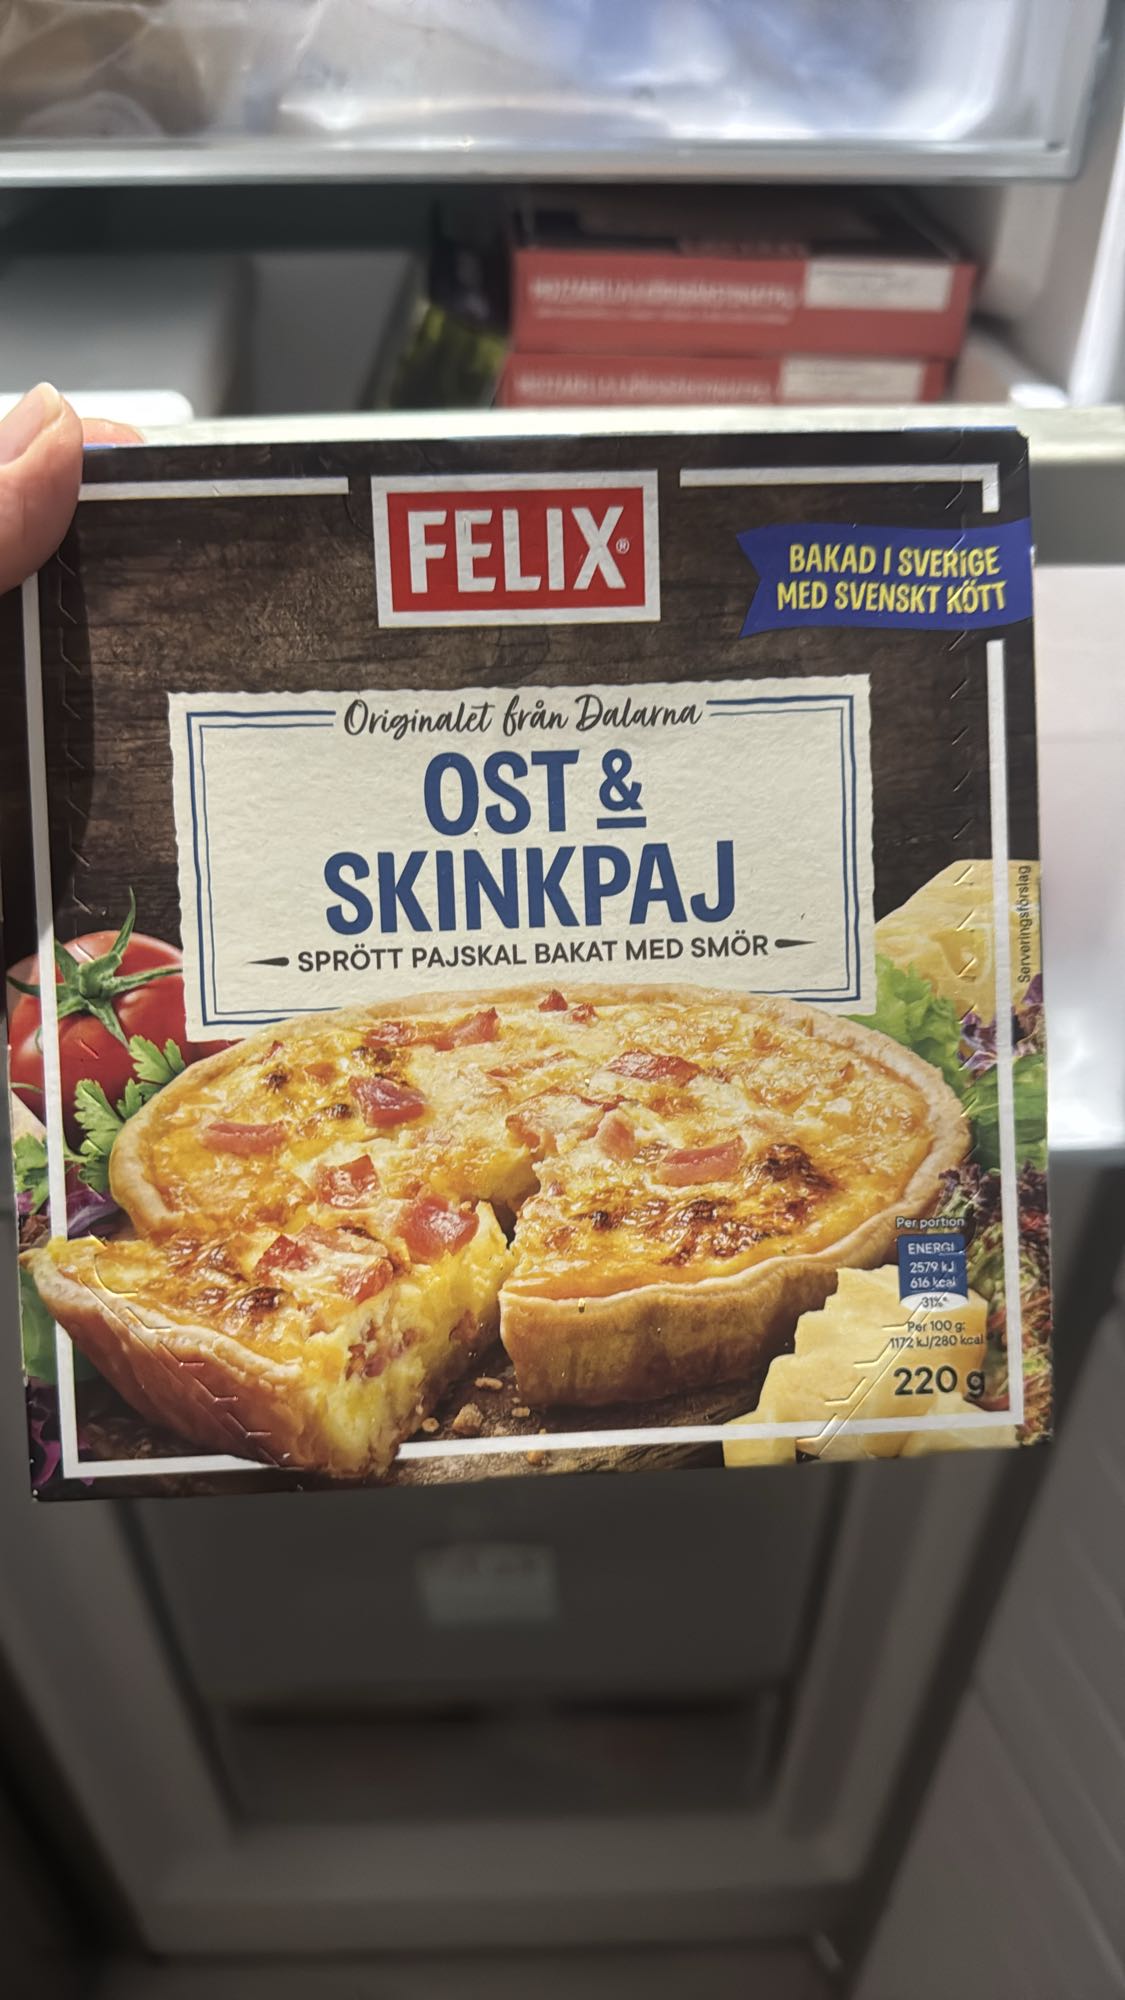 FELIX®
BAKAD I SVERIGE
MED SVENSKT KÖTT
Originalet från Dalarna
OST &
SKINKPAJ
SPRÖTT PAJSKAL BAKAT MED SMÖR
Serveringsförslag
Per portion
ENERGI
2579 kJ
616 kcal
31%*
Per 100 g:
1172 kJ/280 kcal
220 g